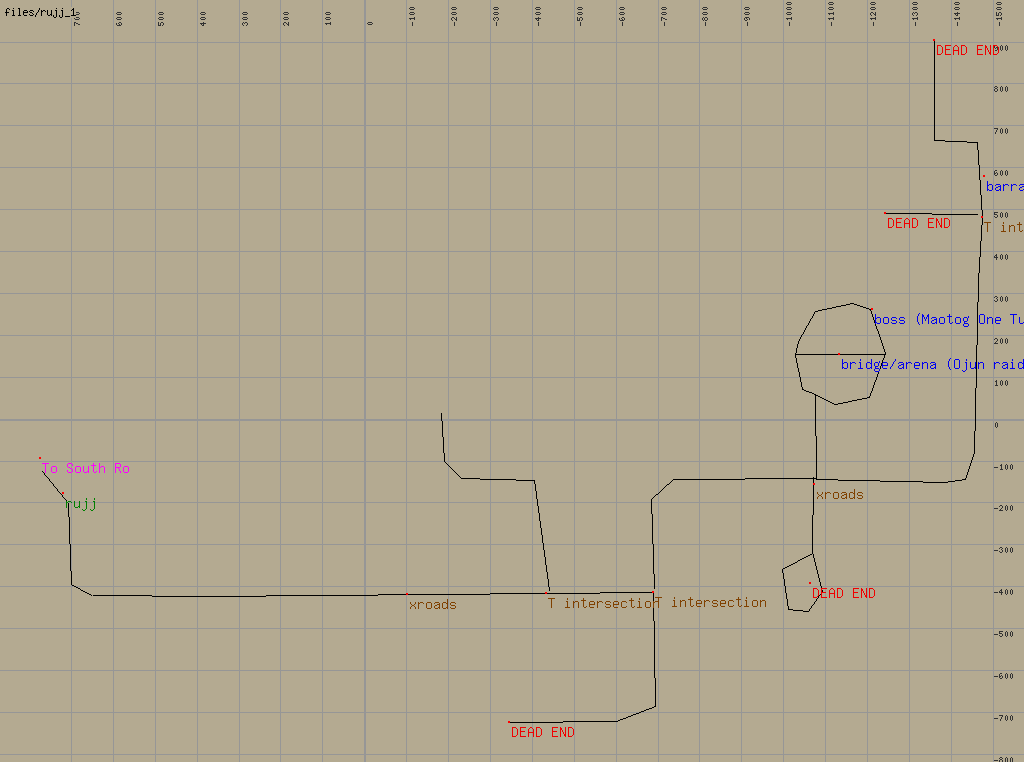 files/rujj_1
700 600 500 400 300 200 100 0 -100 -200 -300 -400 -500 -600 -700 -800 -900 -1000 -1100 -1200 -1300 -1400 -1500
DEAD END
900
800
700
600
barra
500
DEAD END
T int
400
300
boss (Maotog One Tu
200
bridge/arena (Ojun raid
100
0
-100
To South Ro
xroads
rujj
-200
-300
-400
DEAD END
xroads
T intersectio
T intersection
-500
-600
-700
DEAD END
-800